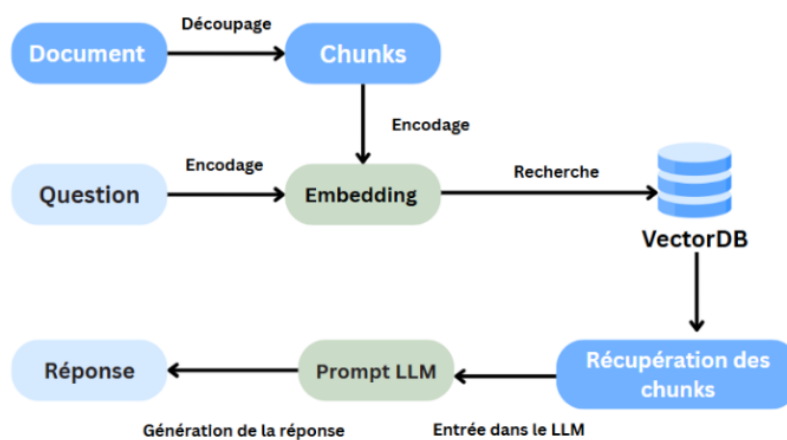 Découpage
Document
Chunks
Encodage
Encodage
Recherche
Question
Embedding
VectorDB
Réponse
Prompt LLM
Récupération des
chunks
Génération de la réponse
Entrée dans le LLM